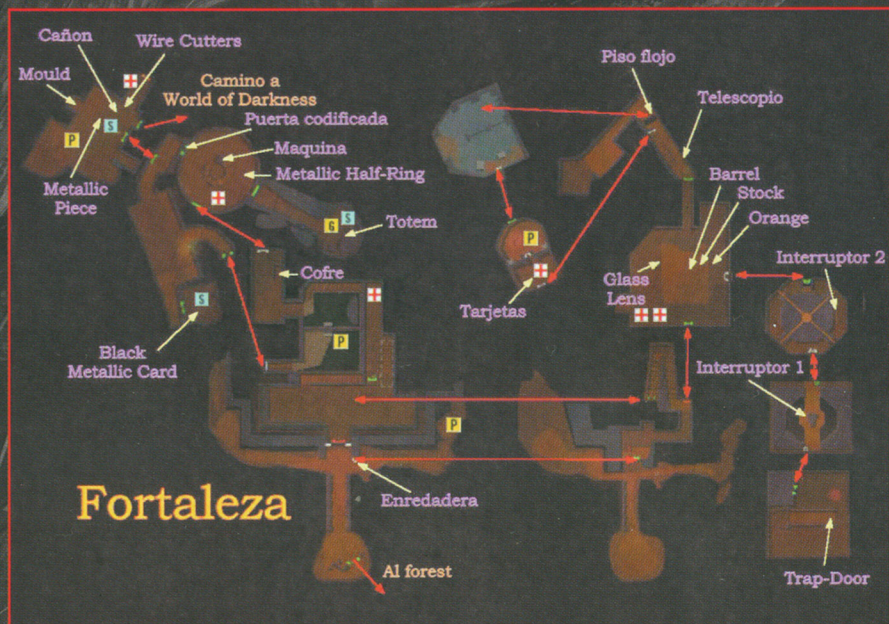 Cañon
Wire Cutters
Mould
Camino a
World of Darkness
Puerta codificada
Maquina
Metallic Half-Ring
P
S
Metallic
Piece
G
S
Totem
Cofre
S
Black
Metallic Card
P
P
Enredadera
Fortaleza
Al forest
Piso flojo
Telescopio
Barrel
Stock
Orange
P
Tarjetas
Glass
Lens
Interruptor 2
Interruptor 1
Trap-Door